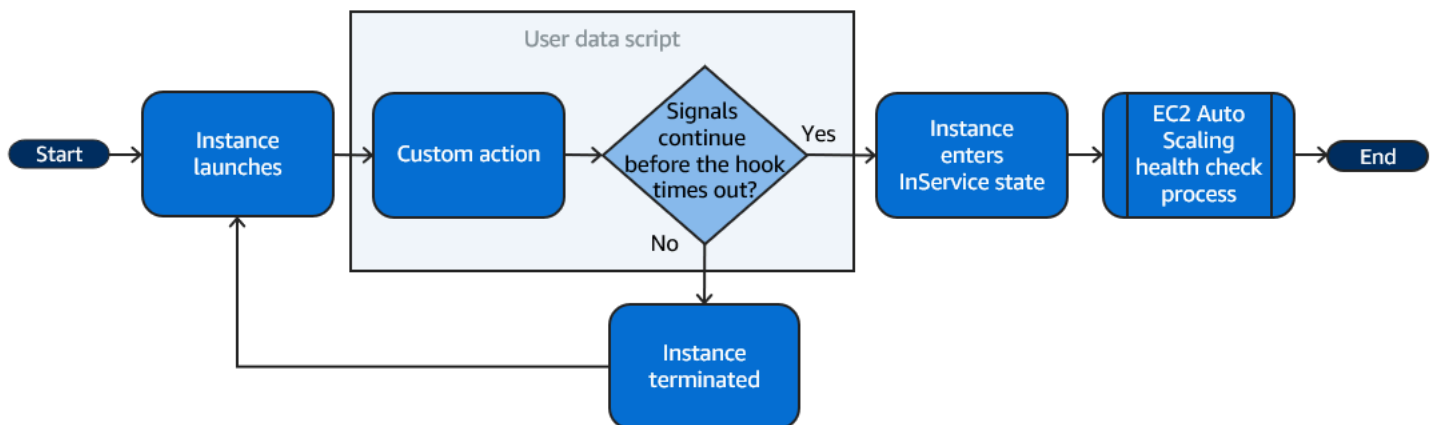 User data script
Start
Instance
launches
Custom action
Signals
continue
before the hook
times out?
Yes
No
Instance
enters
InService state
EC2 Auto
Scaling
health check
process
End
Instance
terminated